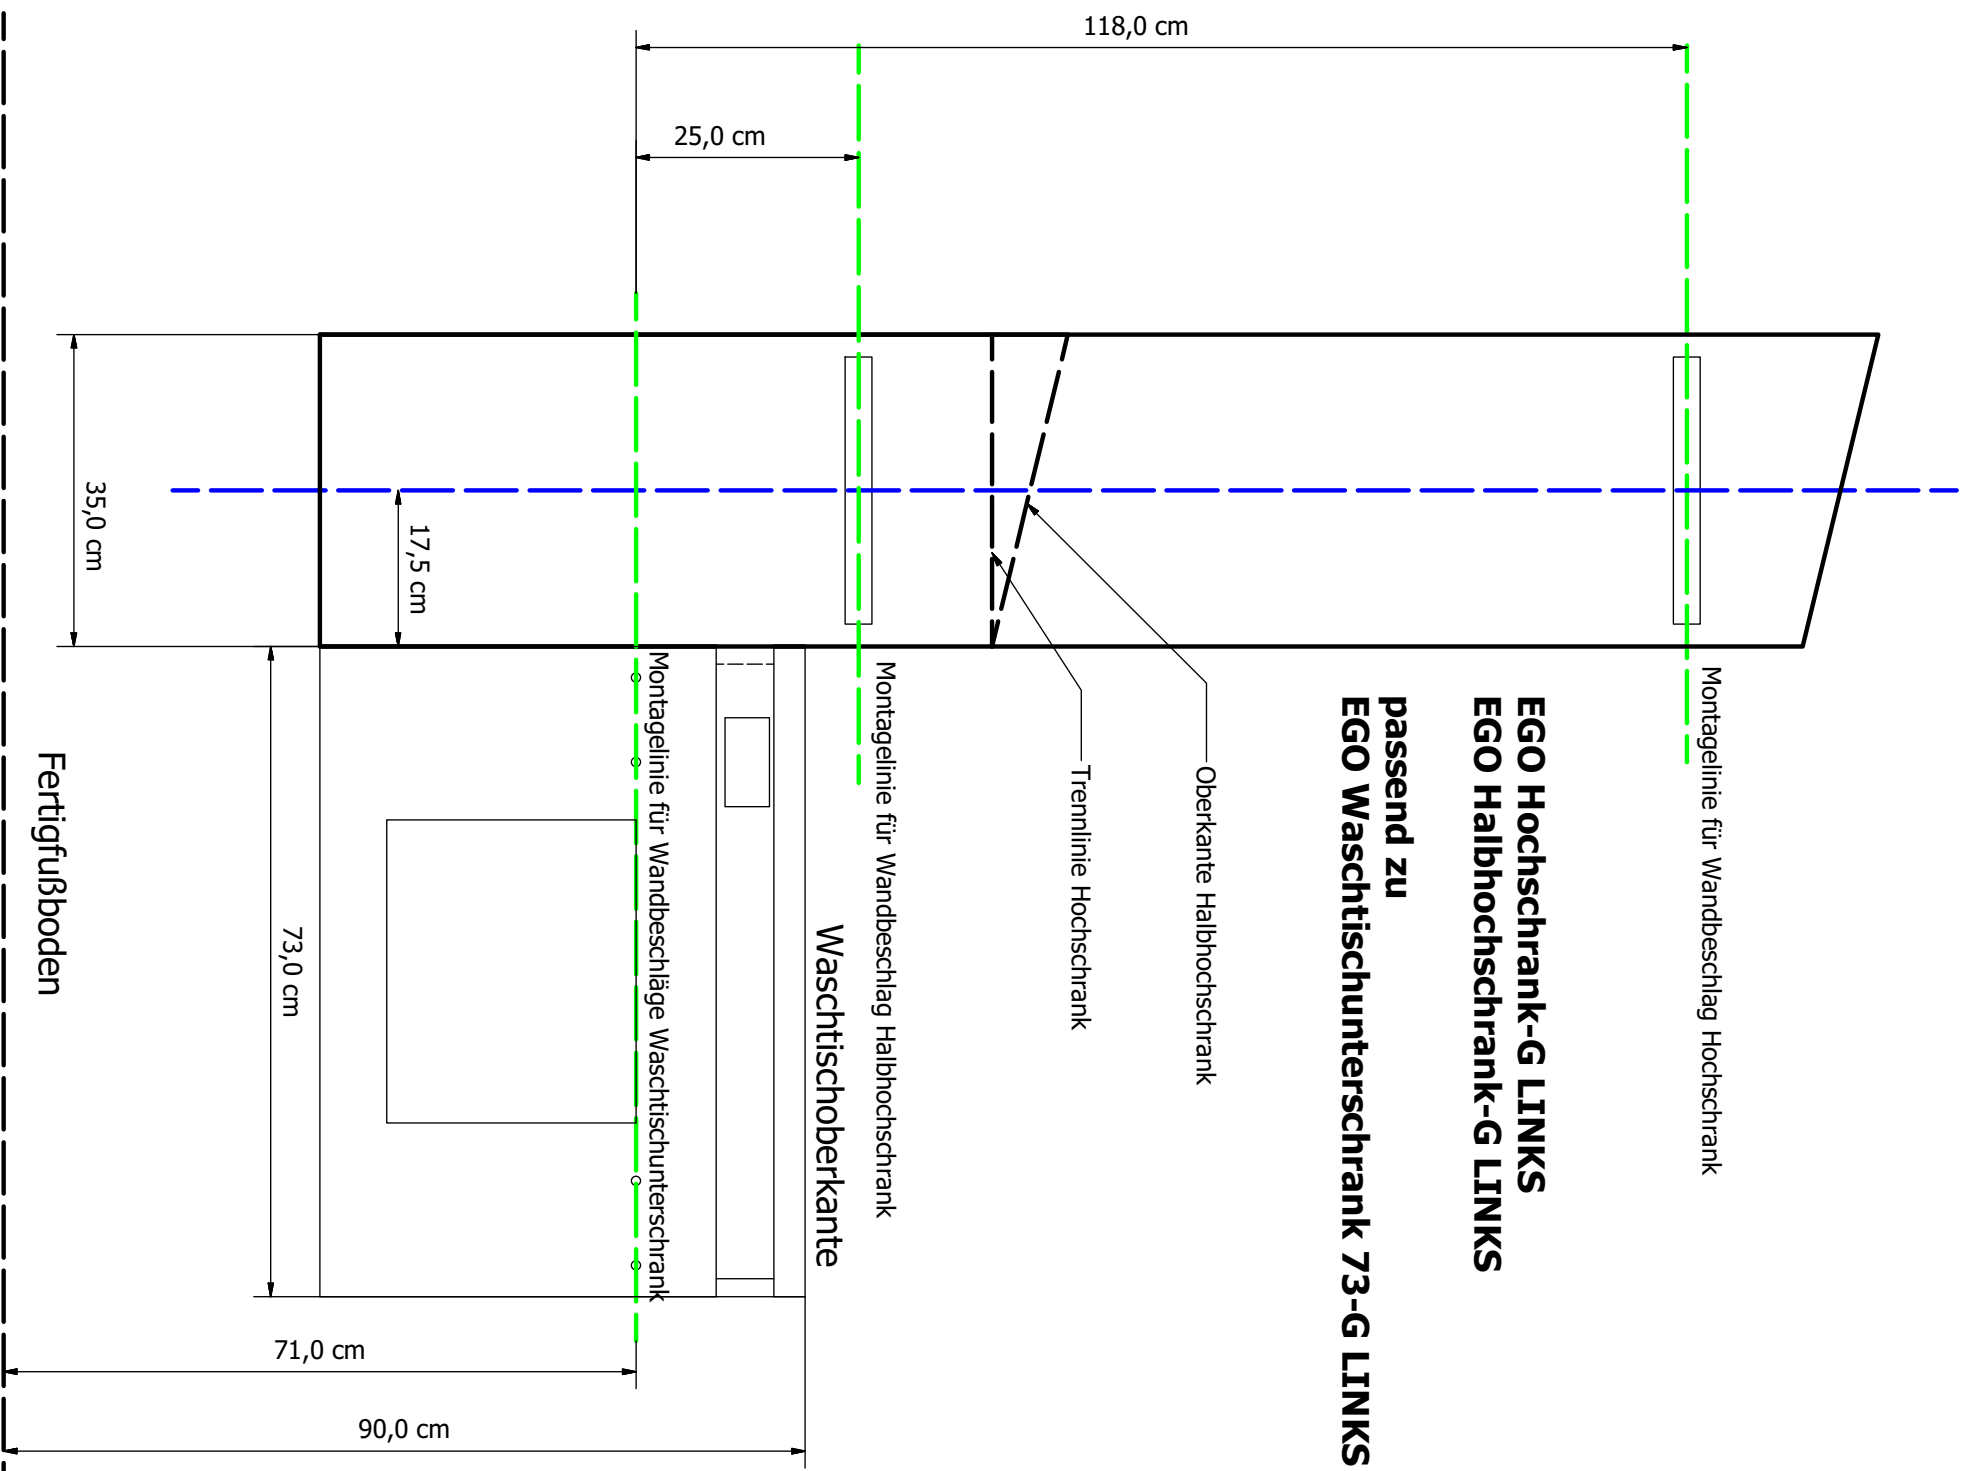 EGO Hochschrank-G LINKS
EGO Halbhochschrank-G LINKS
passend zu
EGO Waschtischunterschrank 73-G LINKS
Montagelinie für Wandbeschlag Hochschrank
Oberkante Halbhochschrank
Trennlinie Hochschrank
Montagelinie für Wandbeschlag Halbhochschrank
Waschtischoberkante
Montagelinie für Wandbeschläge Waschtischunterschrank
Fertigfußboden
118,0 cm
25,0 cm
17,5 cm
35,0 cm
73,0 cm
71,0 cm
90,0 cm